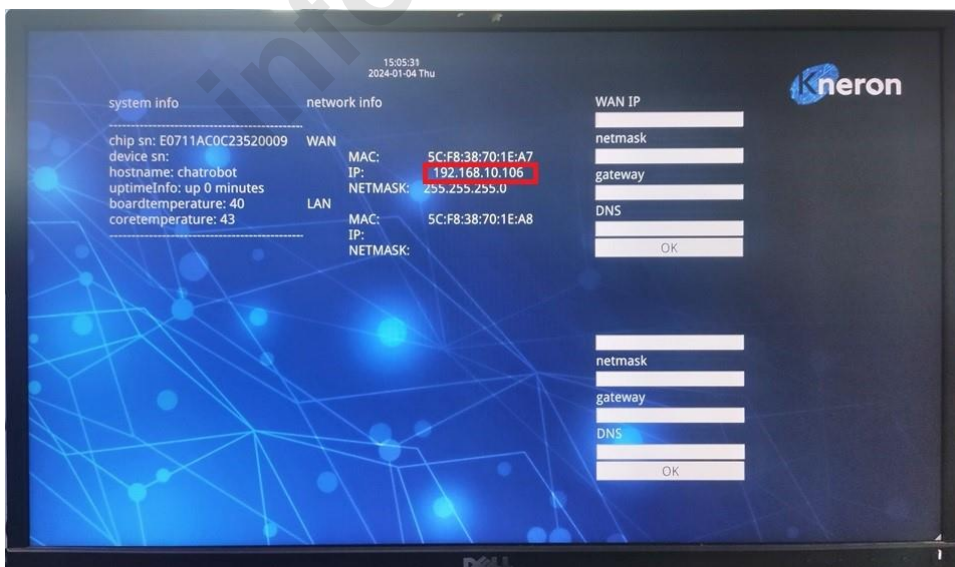 15:05:31
2024-01-04 Thu
Kneron
system info
--------------------------------------------
chip sn: E0711AC0C23520009
device sn:
hostname: chatrobot
uptimeInfo: up 0 minutes
boardtemperature: 40
coretemperature: 43
--------------------------------------------
network info
WAN
MAC: 5C:F8:38:70:1E:A7
IP: 192.168.10.106
NETMASK: 255.255.255.0
LAN
MAC: 5C:F8:38:70:1E:A8
IP:
NETMASK:
WAN IP
netmask
gateway
DNS
OK
netmask
gateway
DNS
OK
DELL